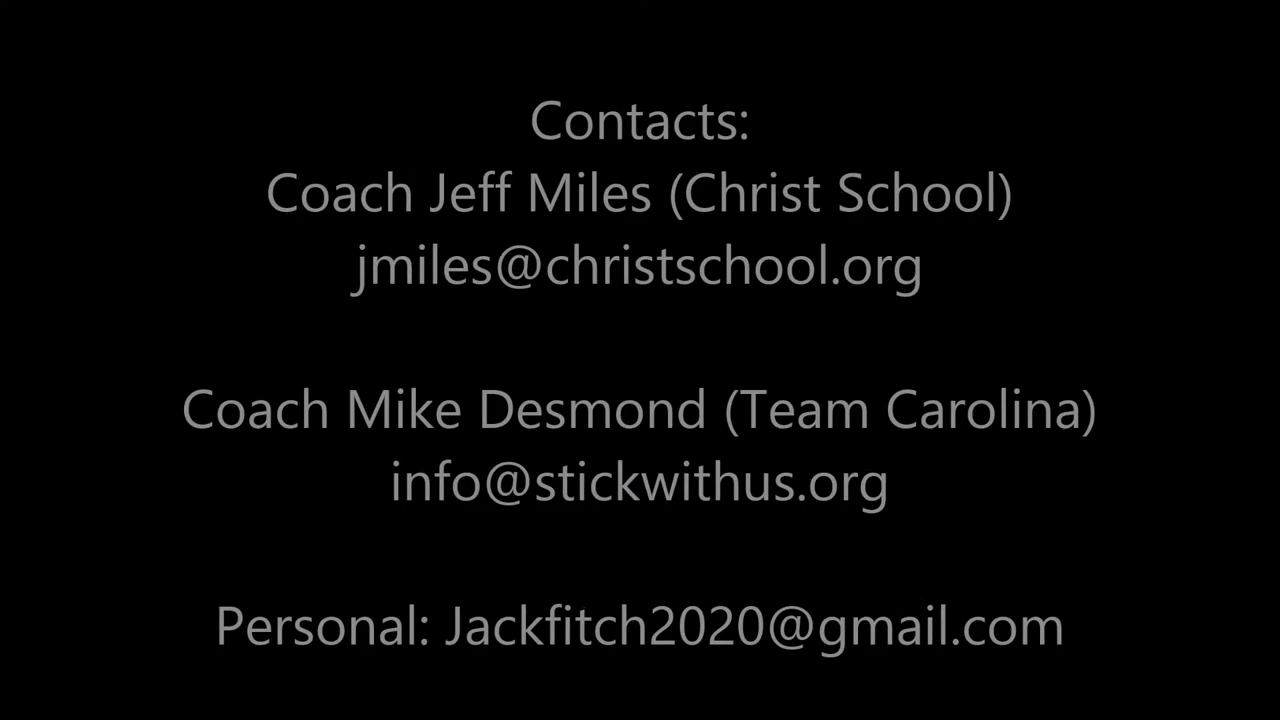 Contacts:
Coach Jeff Miles (Christ School)
jmiles@christschool.org
Coach Mike Desmond (Team Carolina)
info@stickwithus.org
Personal: Jackfitch2020@gmail.com